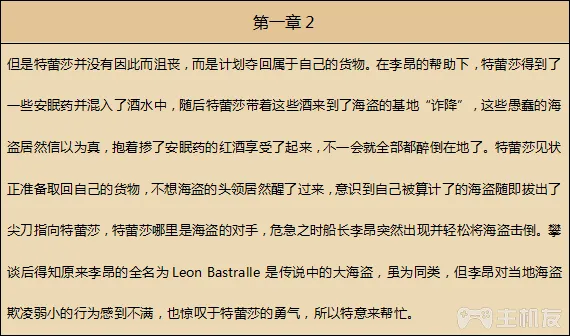 第一章 2
但是特蕾莎并没有因此而沮丧，而是计划夺回属于自己的货物。在李昂的帮助下，特蕾莎得到了
一些安眠药并混入了酒水中，随后特蕾莎带着这些酒来到了海盗的基地“诈降”，这些愚蠢的海
盗居然信以为真，抱着掺了安眠药的红酒享受了起来，不一会就全部都醉倒在地了。特蕾莎见状
正准备取回自己的货物，不想海盗的头领居然醒了过来，意识到自己被算计了的海盗随即拔出了
尖刀指向特蕾莎，特蕾莎哪里是海盗的对手，危急之时船长李昂突然出现并轻松将海盗击倒。攀
谈后得知原来李昂的全名为 Leon Bastralle 是传说中的大海盗，虽为同类，但李昂对当地海盗
欺凌弱小的行为感到不满，也惊叹于特蕾莎的勇气，所以特意来帮忙。
主机友